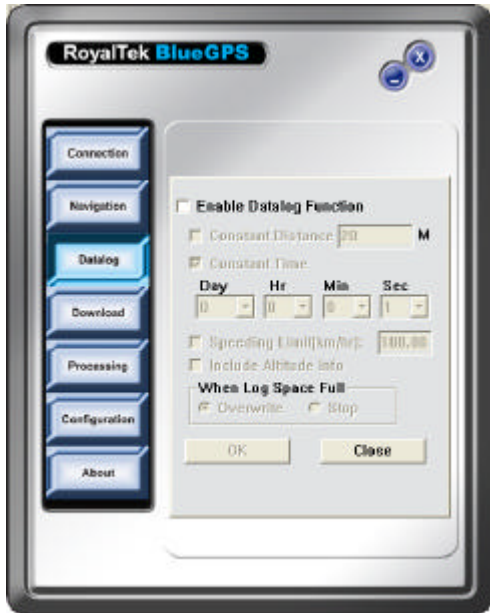 RoyalTek BlueGPS
X
Connection
Navigation
Datalog
Download
Processing
Configuration
About
Enable Datalog Function
Constant Distance 20 M
Constant Time
Day Hr Min Sec
0 0 0 1
Speeding Limit(km/hr): 100.00
Include Altitude Info
When Log Space Full
Overwrite Stop
OK Close